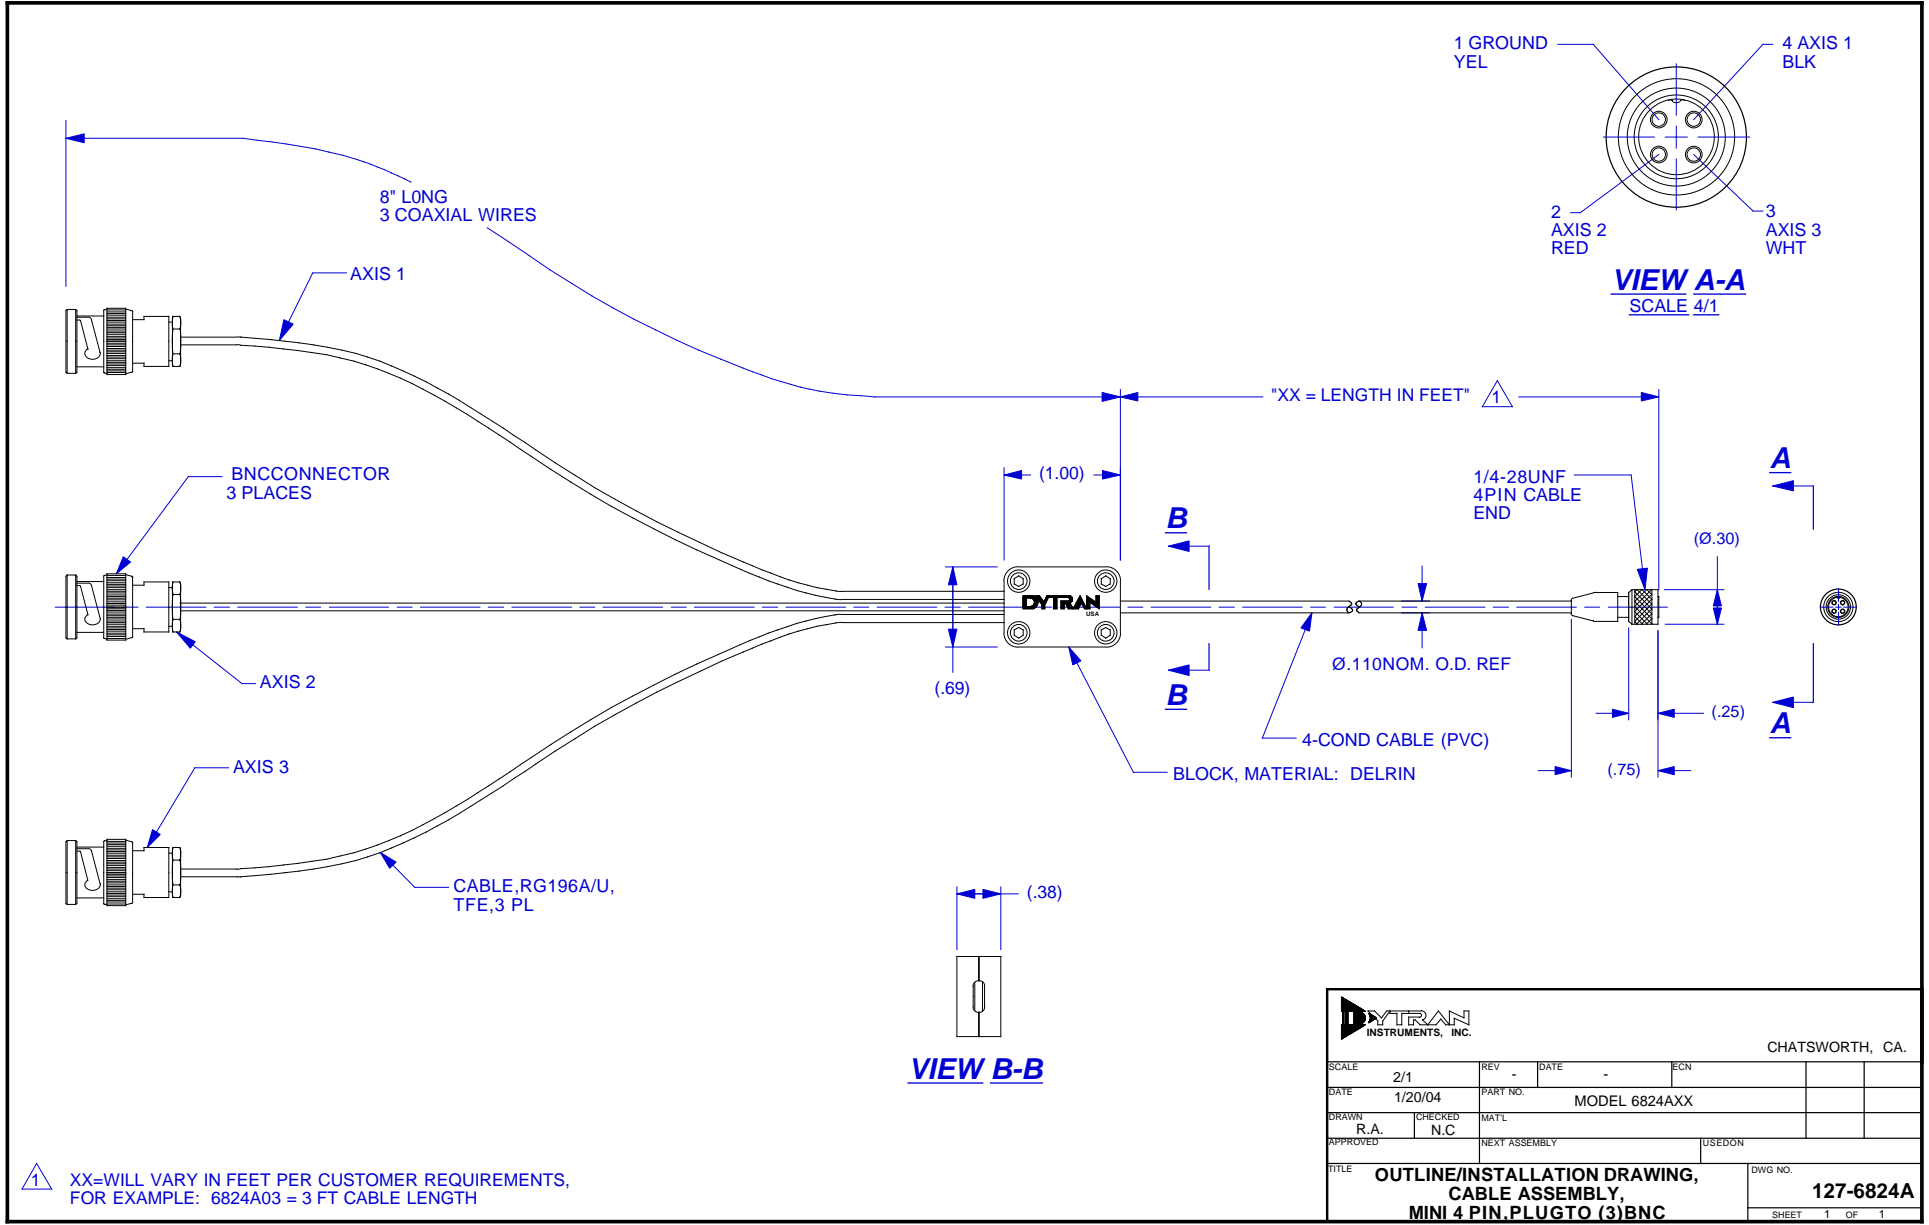 1 GROUND
YEL
4 AXIS 1
BLK
2
AXIS 2
RED
3
AXIS 3
WHT
VIEW A-A
SCALE 4/1
8" L0NG
3 COAXIAL WIRES
AXIS 1
"XX = LENGTH IN FEET" 1
BNCCONNECTOR
3 PLACES
(1.00)
1/4-28UNF
4PIN CABLE
END
A
B
(Ø.30)
DYTRAN
USA
AXIS 2
(.69)
Ø.110NOM. O.D. REF
B
(.25)
A
4-COND CABLE (PVC)
AXIS 3
BLOCK, MATERIAL: DELRIN
(.75)
CABLE,RG196A/U,
TFE,3 PL
(.38)
VIEW B-B
DYTRAN
INSTRUMENTS, INC.
CHATSWORTH, CA.
SCALE 2/1 REV - DATE - ECN
DATE 1/20/04 PART NO. MODEL 6824AXX
DRAWN R.A. CHECKED N.C MAT'L
APPROVED NEXT ASSEMBLY USEDON
TITLE OUTLINE/INSTALLATION DRAWING,
CABLE ASSEMBLY,
MINI 4 PIN,PLUGTO (3)BNC
DWG NO.
127-6824A
SHEET 1 OF 1
1 XX=WILL VARY IN FEET PER CUSTOMER REQUIREMENTS,
FOR EXAMPLE: 6824A03 = 3 FT CABLE LENGTH